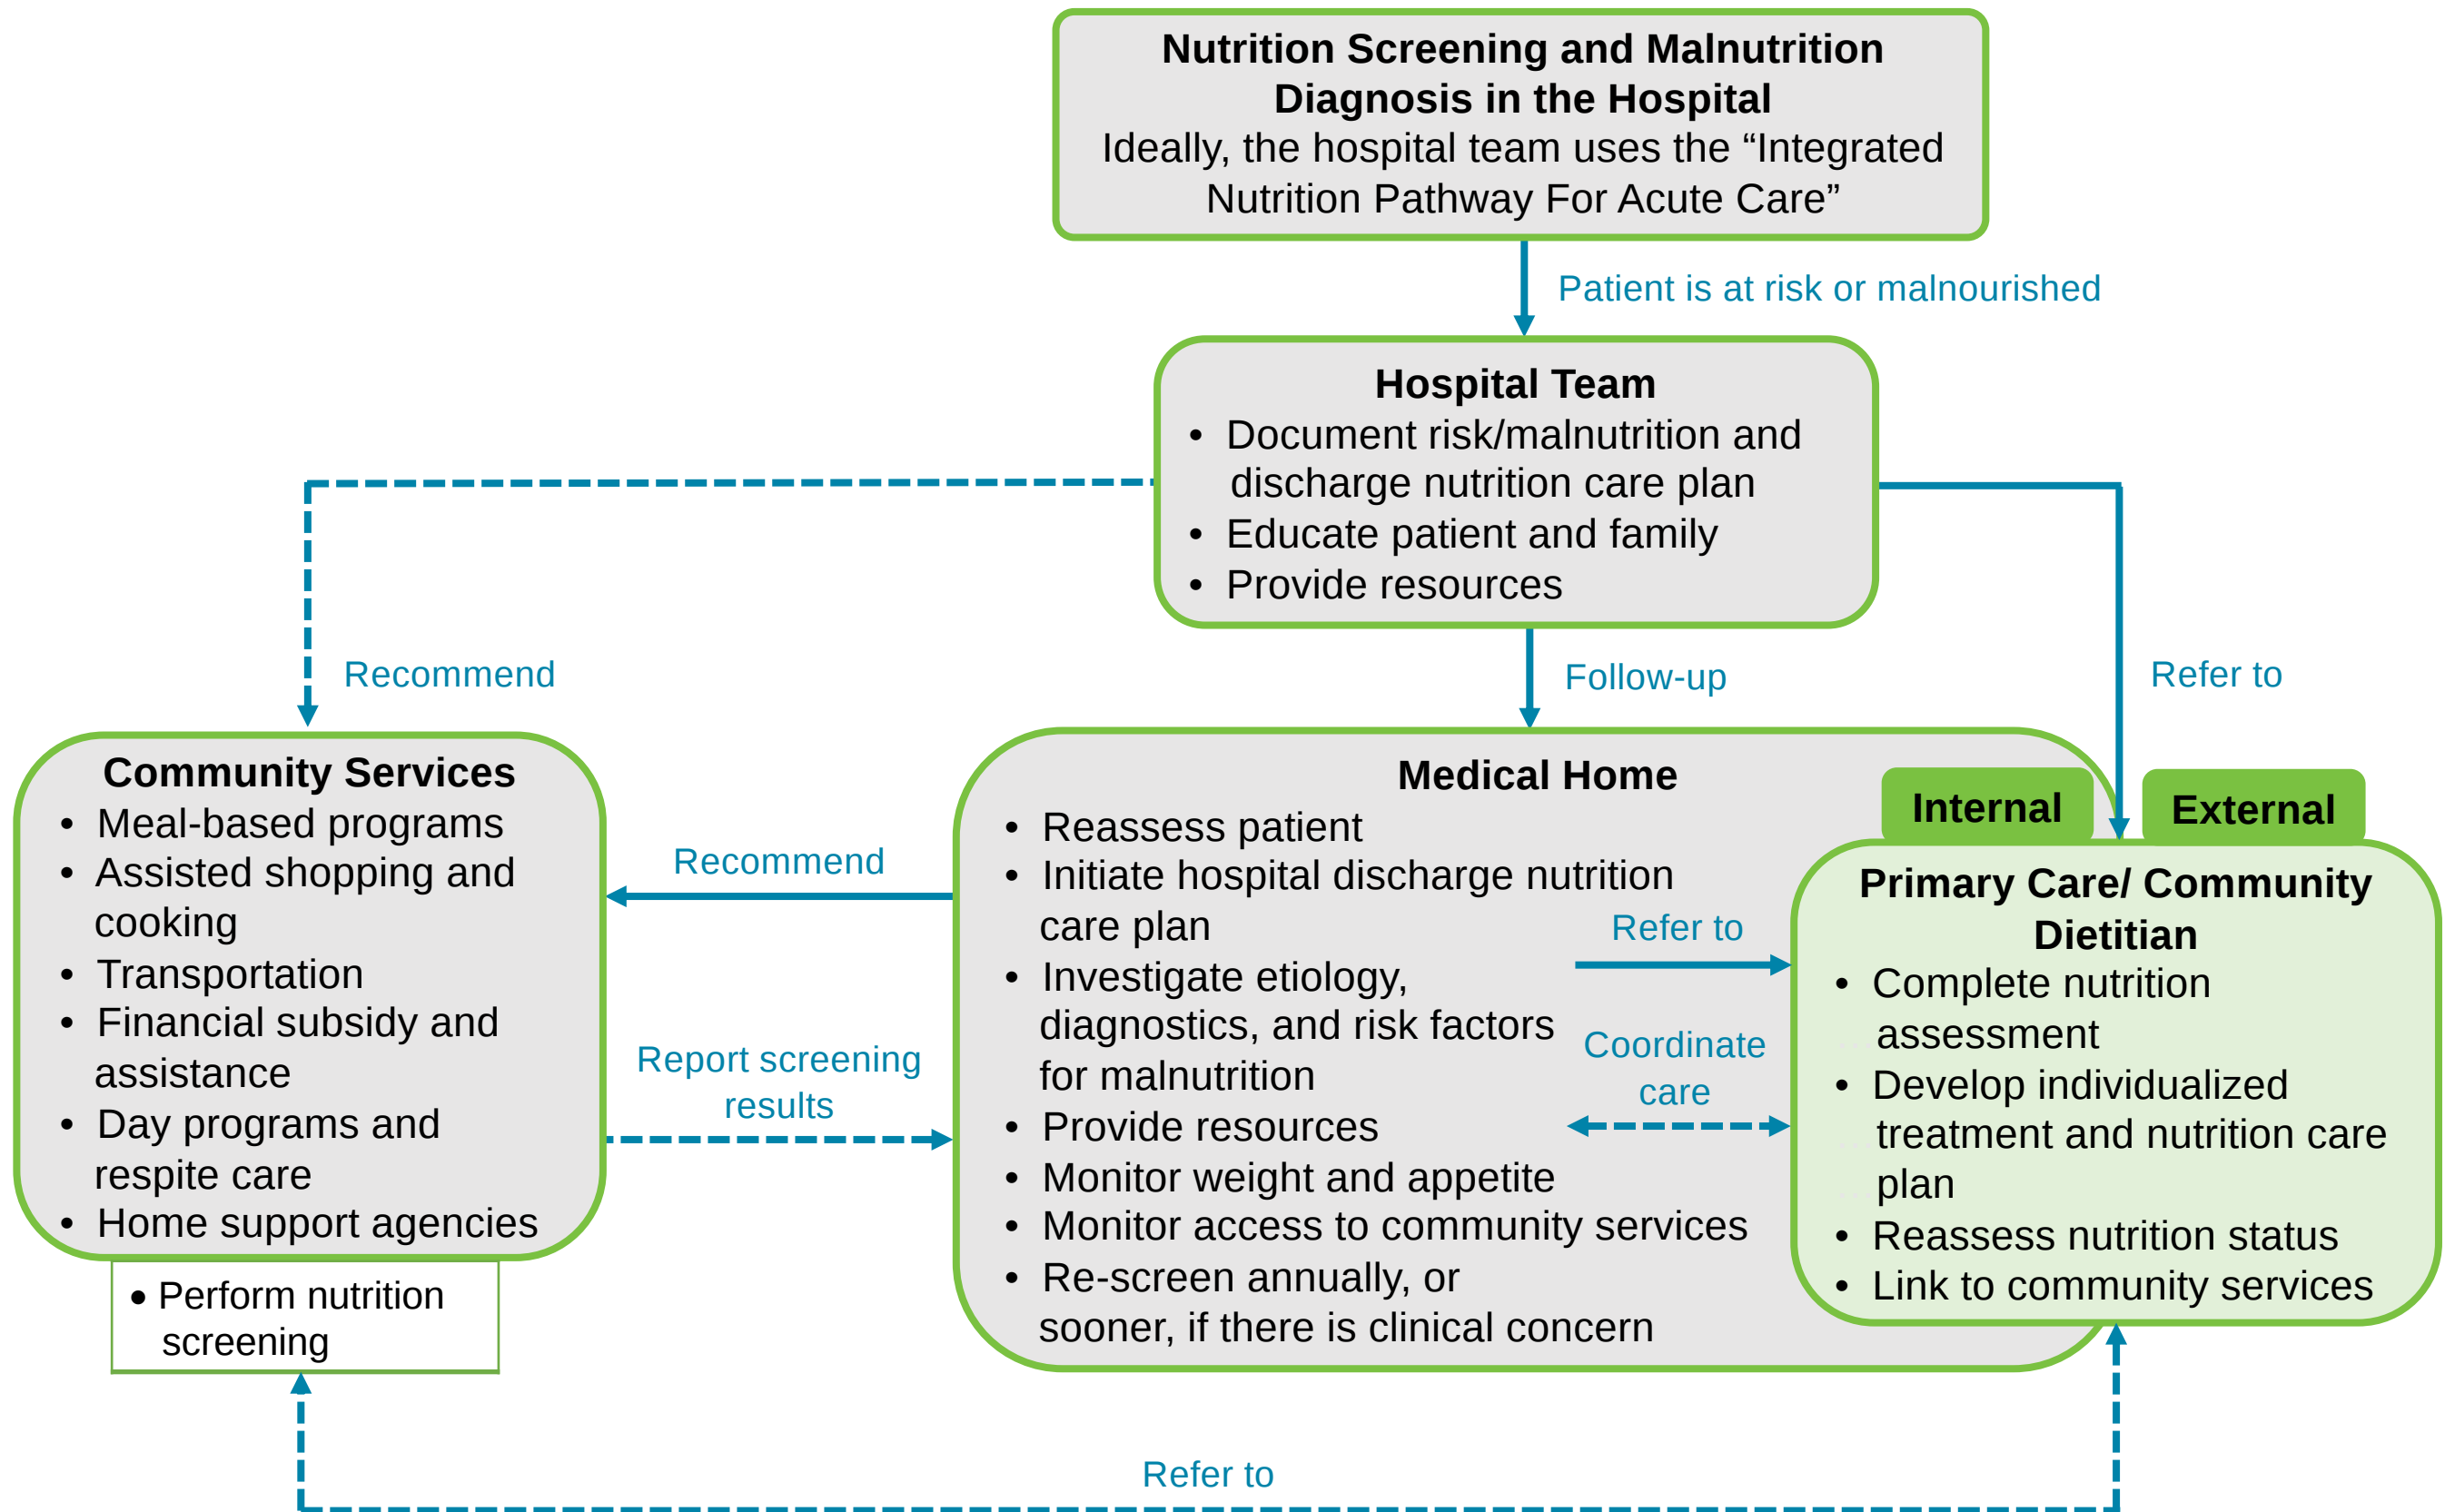 Nutrition Screening and Malnutrition
Diagnosis in the Hospital
Ideally, the hospital team uses the “Integrated
Nutrition Pathway For Acute Care”
Patient is at risk or malnourished
Hospital Team
• Document risk/malnutrition and
discharge nutrition care plan
• Educate patient and family
• Provide resources
Recommend
Follow-up
Refer to
Community Services
• Meal-based programs
• Assisted shopping and
cooking
• Transportation
• Financial subsidy and
assistance
• Day programs and
respite care
• Home support agencies
• Perform nutrition
screening
Recommend
Report screening
results
Medical Home
• Reassess patient
• Initiate hospital discharge nutrition
care plan
• Investigate etiology,
diagnostics, and risk factors
for malnutrition
• Provide resources
• Monitor weight and appetite
• Monitor access to community services
• Re-screen annually, or
sooner, if there is clinical concern
Refer to
Coordinate
care
Internal
External
Primary Care/ Community
Dietitian
• Complete nutrition
assessment
• Develop individualized
treatment and nutrition care
plan
• Reassess nutrition status
• Link to community services
Refer to